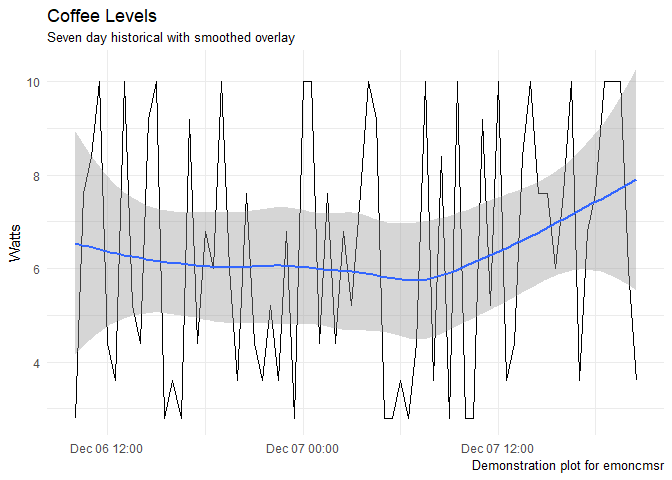 Coffee Levels
Seven day historical with smoothed overlay
10
8
6
4
Watts
Dec 06 12:00
Dec 07 00:00
Dec 07 12:00
Demonstration plot for emoncmsr